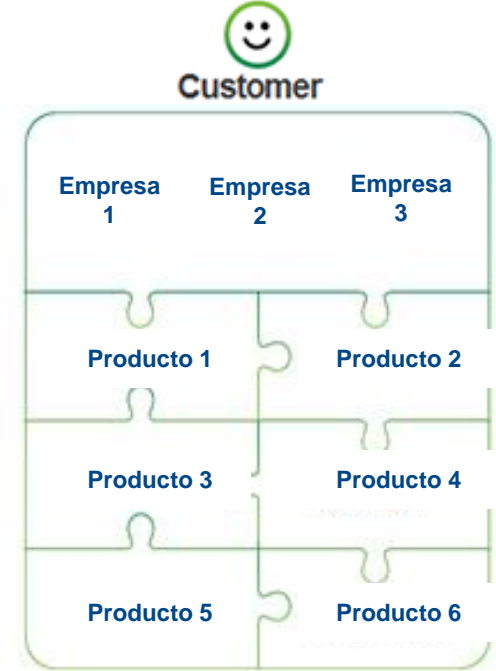 Customer
Empresa Empresa Empresa
1 2 3
Producto 1 Producto 2
Producto 3 Producto 4
Producto 5 Producto 6